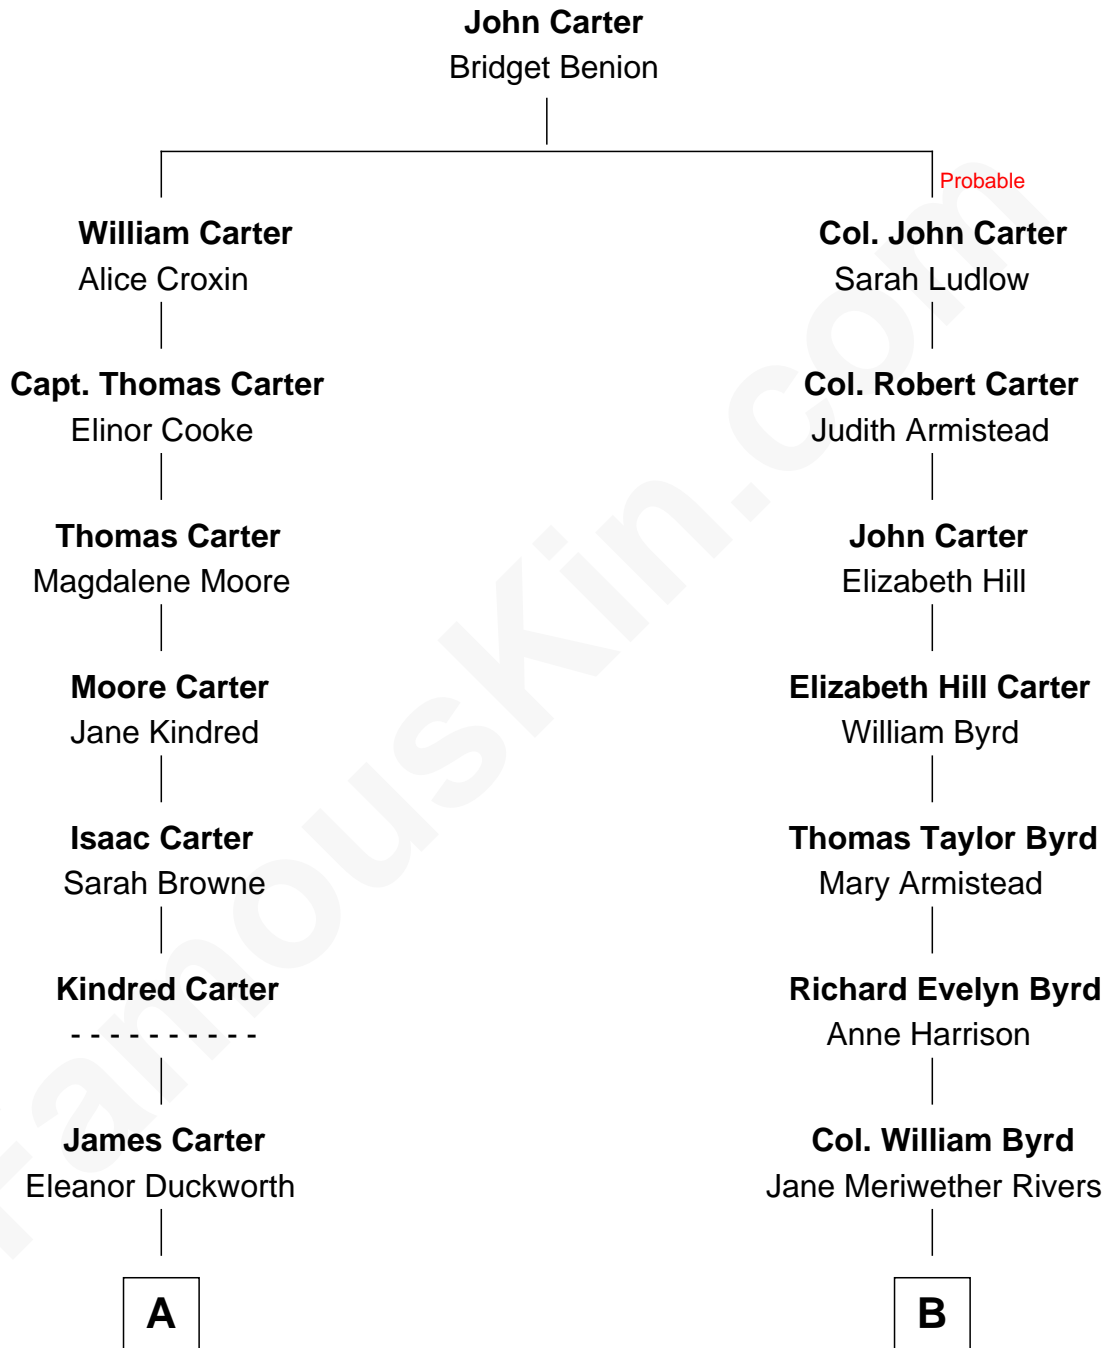 John Carter
Bridget Benion
Probable
William Carter
Alice Croxin
Col. John Carter
Sarah Ludlow
Capt. Thomas Carter
Elinor Cooke
Col. Robert Carter
Judith Armistead
Thomas Carter
Magdalene Moore
John Carter
Elizabeth Hill
Moore Carter
Jane Kindred
Elizabeth Hill Carter
William Byrd
Isaac Carter
Sarah Browne
Thomas Taylor Byrd
Mary Armistead
Kindred Carter
- - - - - - - - - -
Richard Evelyn Byrd
Anne Harrison
James Carter
Eleanor Duckworth
Col. William Byrd
Jane Meriwether Rivers
A
B
FamousKin.com